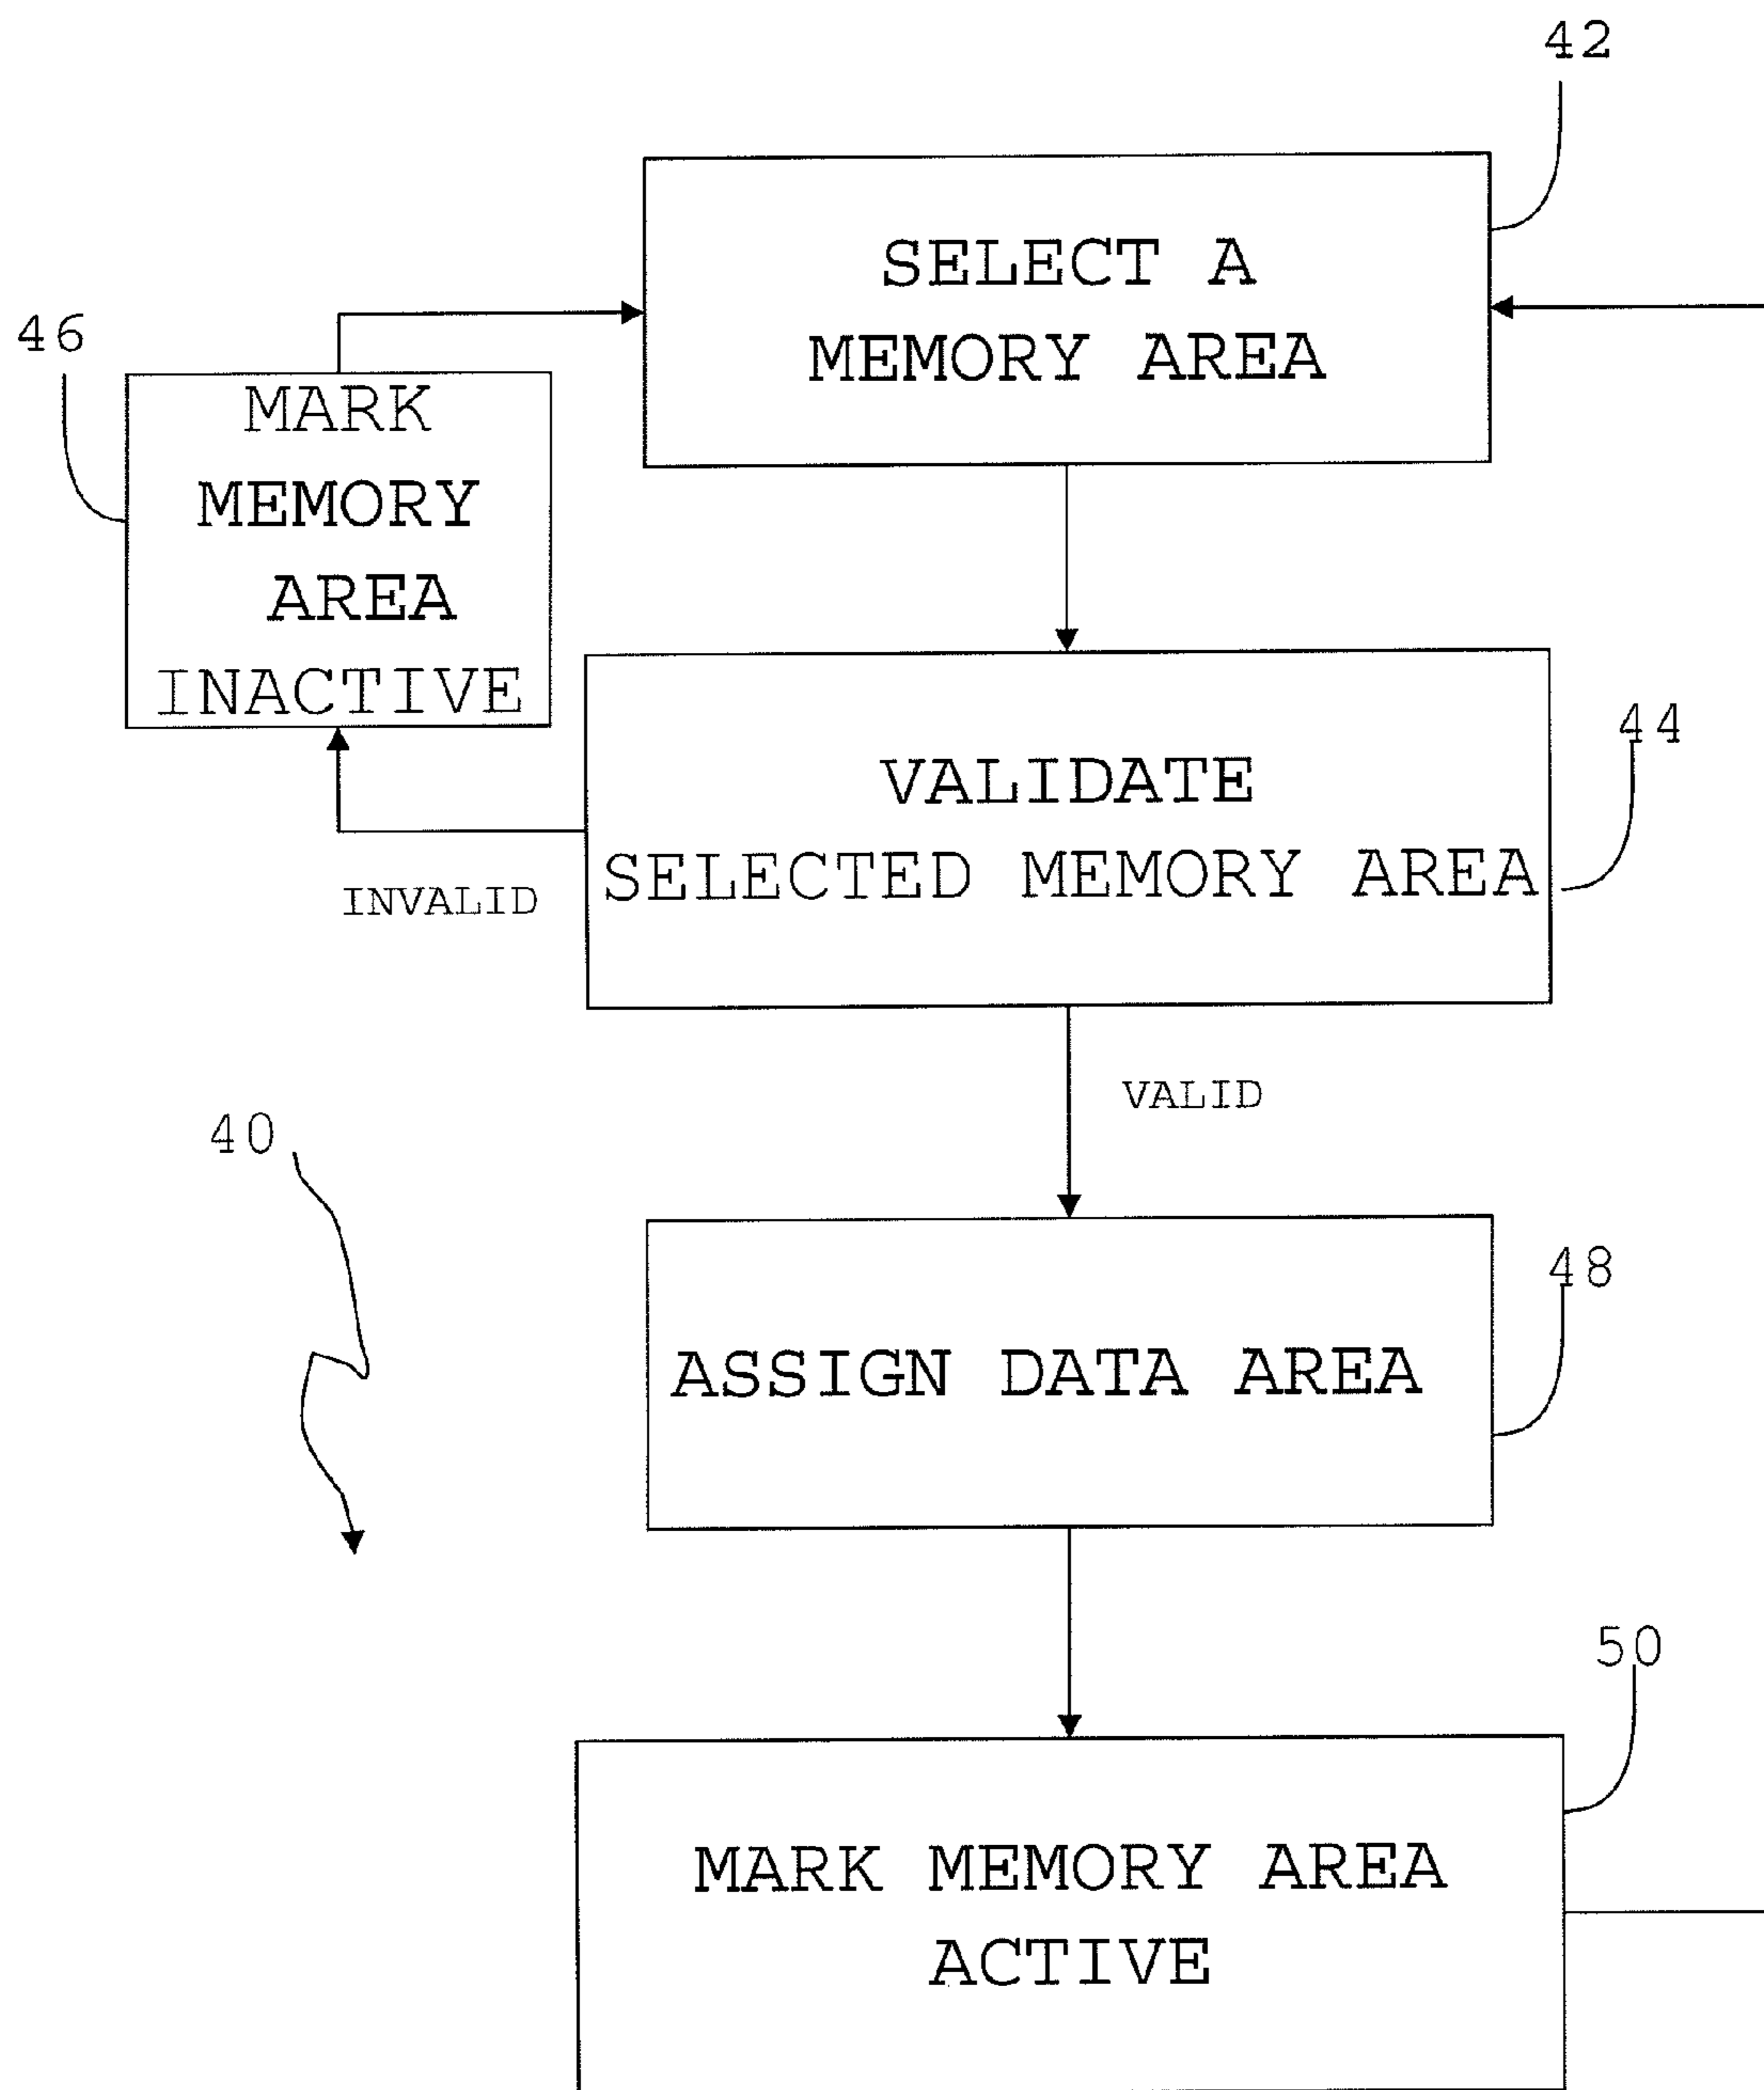 42
SELECT A
MEMORY AREA
46
MARK
MEMORY
AREA
INACTIVE
44
VALIDATE
SELECTED MEMORY AREA
INVALID
VALID
40
48
ASSIGN DATA AREA
50
MARK MEMORY AREA
ACTIVE